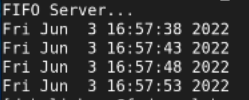 FIFO Server...
Fri Jun  3 16:57:38 2022
Fri Jun  3 16:57:43 2022
Fri Jun  3 16:57:48 2022
Fri Jun  3 16:57:53 2022